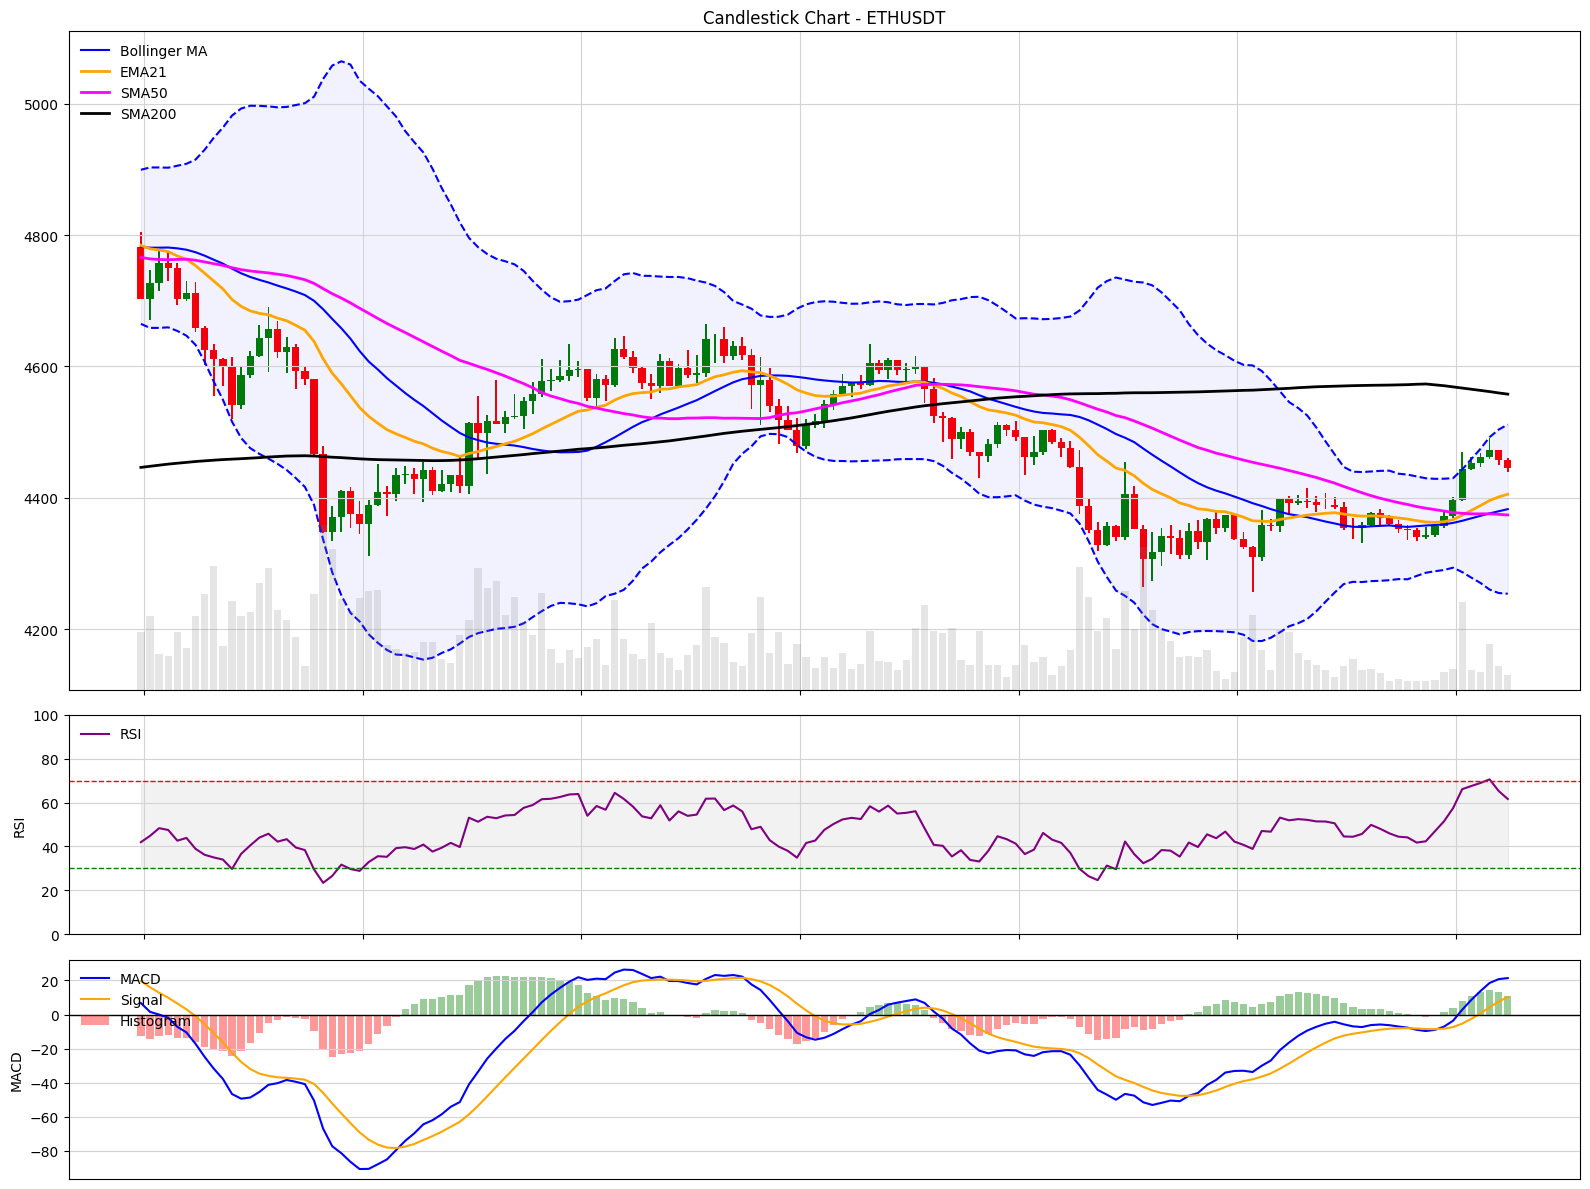 Candlestick Chart - ETHUSDT
Bollinger MA
EMA21
SMA50
SMA200
5000
4800
4600
4400
4200
RSI
100
80
60
40
20
0
RSI
MACD
Signal
Histogram
20
0
−20
−40
−60
−80
MACD